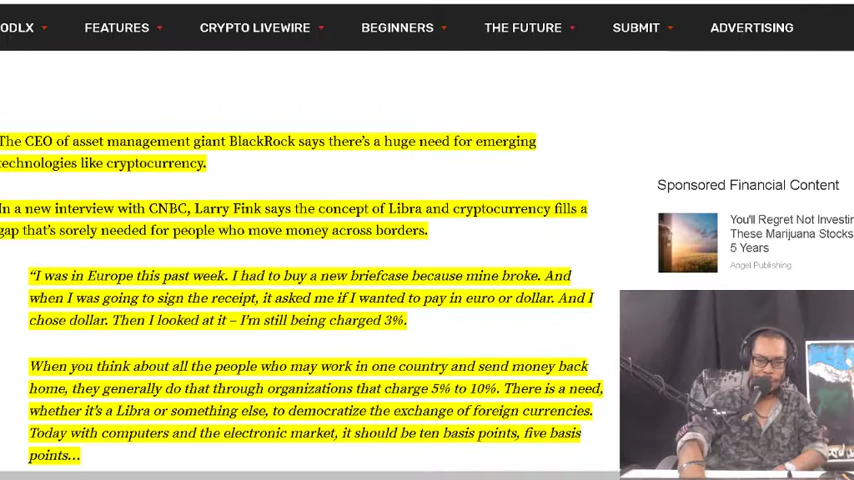 ODLX
FEATURES
CRYPTO LIVEWIRE
BEGINNERS
THE FUTURE
SUBMIT
ADVERTISING
The CEO of asset management giant BlackRock says there's a huge need for emerging
technologies like cryptocurrency.
In a new interview with CNBC, Larry Fink says the concept of Libra and cryptocurrency fills a
gap that's sorely needed for people who move money across borders.
“I was in Europe this past week. I had to buy a new briefcase because mine broke. And
when I was going to sign the receipt, it asked me if I wanted to pay in euro or dollar. And I
chose dollar. Then I looked at it – I'm still being charged 3%.
When you think about all the people who may work in one country and send money back
home, they generally do that through organizations that charge 5% to 10%. There is a need,
whether it's a Libra or something else, to democratize the exchange of foreign currencies.
Today with computers and the electronic market, it should be ten basis points, five basis
points…
Sponsored Financial Content
You'll Regret Not Investin
These Marijuana Stocks
5 Years
Angel Publishing